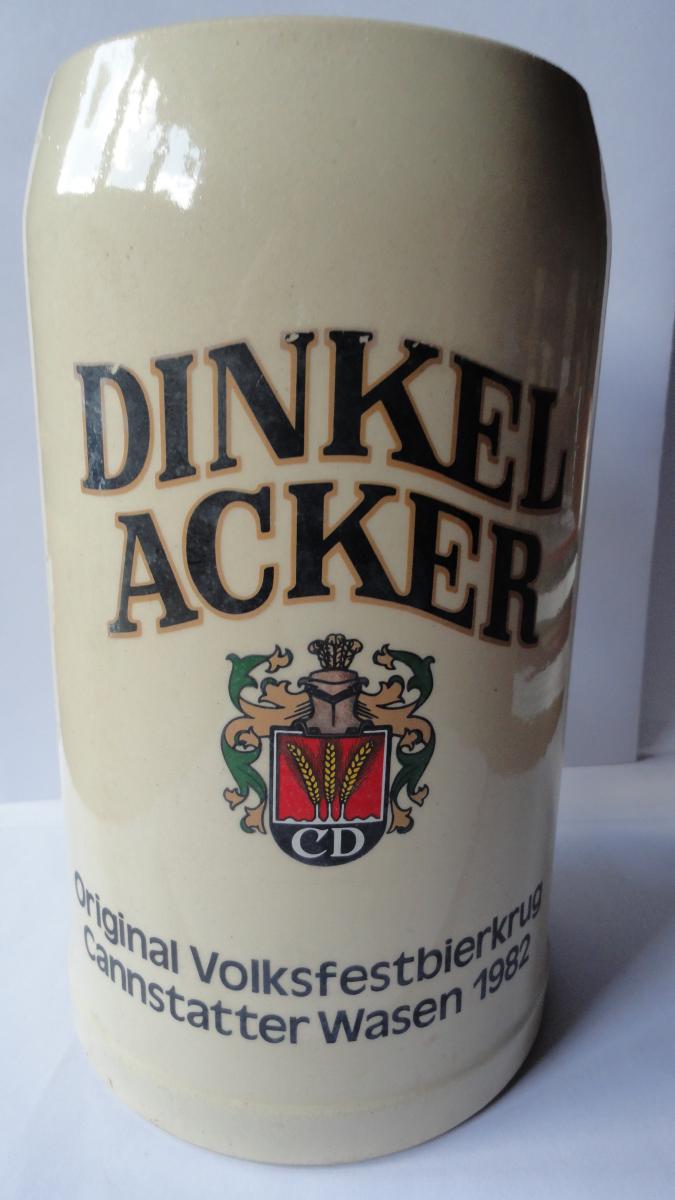 DINKEL
ACKER
CD
Original Volksfestbierkrug
Cannstatter Wasen 1982